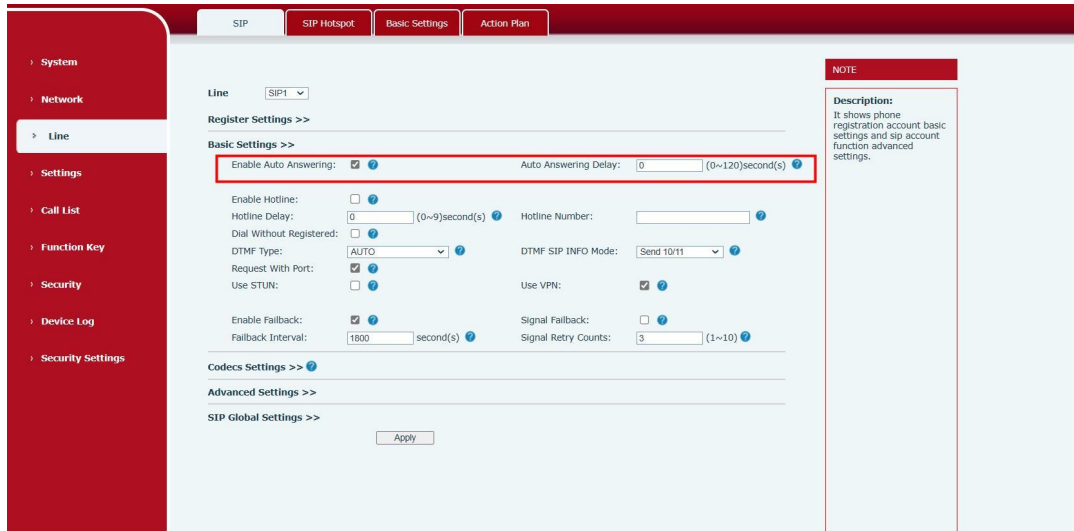 SIP SIP Hotspot Basic Settings Action Plan
› System
› Network
› Line
› Settings
› Call List
› Function Key
› Security
› Device Log
› Security Settings
Line SIP1
Register Settings >>
Basic Settings >>
Enable Auto Answering: ? Auto Answering Delay: 0 (0~120)second(s) ?
Enable Hotline: ?
Hotline Delay: 0 (0~9)second(s) ? Hotline Number: ?
Dial Without Registered: ?
DTMF Type: AUTO ? DTMF SIP INFO Mode: Send 10/11 ?
Request With Port: ?
Use STUN: ? Use VPN: ?
Enable Failback: ? Signal Failback: ?
Failback Interval: 1800 second(s) ? Signal Retry Counts: 3 (1~10) ?
Codecs Settings >> ?
Advanced Settings >>
SIP Global Settings >>
Apply
NOTE
Description:
It shows phone
registration account basic
settings and sip account
function advanced
settings.